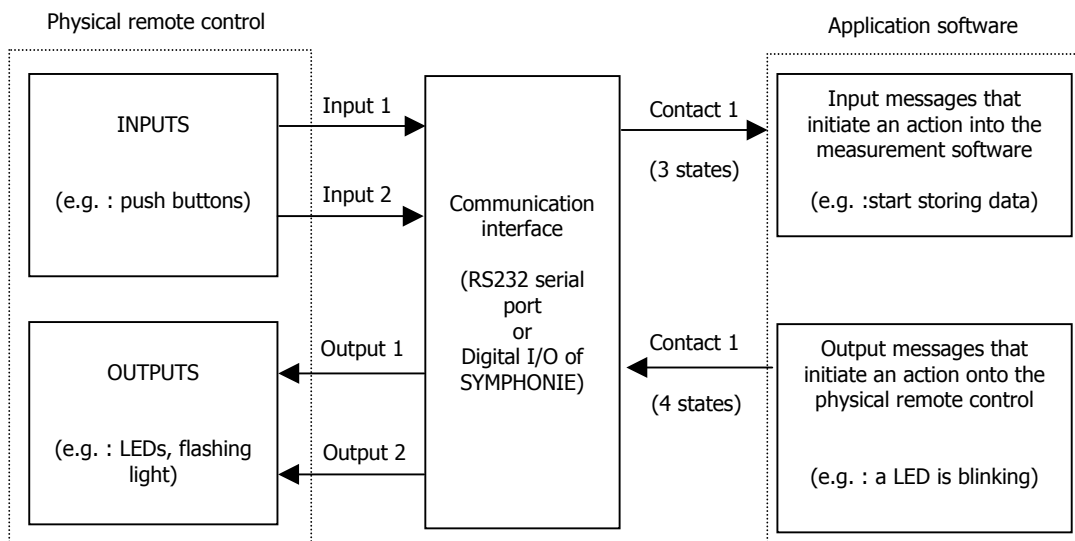 Physical remote control
Application software
INPUTS
(e.g. : push buttons)
Input 1
Input 2
OUTPUTS
(e.g. : LEDs, flashing
light)
Output 1
Output 2
Communication
interface
(RS232 serial
port
or
Digital I/O of
SYMPHONIE)
Contact 1
(3 states)
Contact 1
(4 states)
Input messages that
initiate an action into the
measurement software
(e.g. :start storing data)
Output messages that
initiate an action onto the
physical remote control
(e.g. : a LED is blinking)